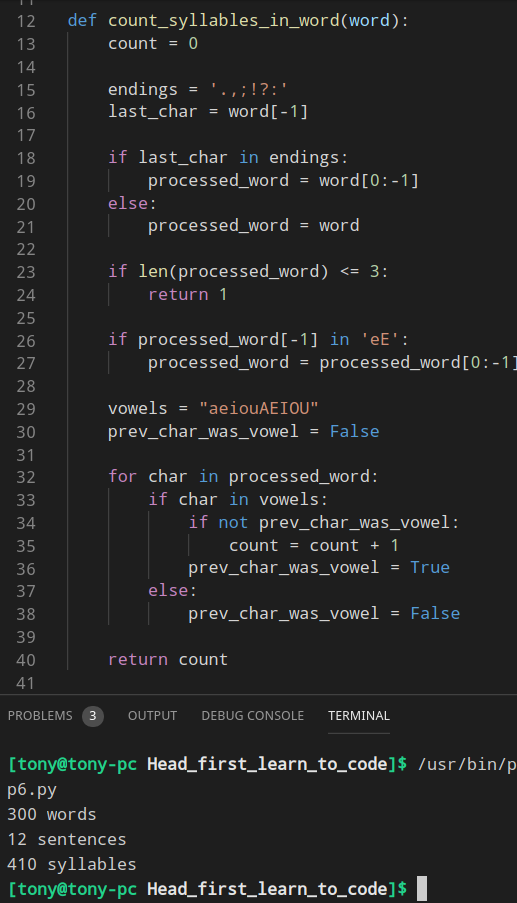 11
12 def count_syllables_in_word(word):
13     count = 0
14
15     endings = '.,;!?:'
16     last_char = word[-1]
17
18     if last_char in endings:
19         processed_word = word[0:-1]
20     else:
21         processed_word = word
22
23     if len(processed_word) <= 3:
24         return 1
25
26     if processed_word[-1] in 'eE':
27         processed_word = processed_word[0:-1]
28
29     vowels = "aeiouAEIOU"
30     prev_char_was_vowel = False
31
32     for char in processed_word:
33         if char in vowels:
34             if not prev_char_was_vowel:
35                 count = count + 1
36             prev_char_was_vowel = True
37         else:
38             prev_char_was_vowel = False
39
40     return count
41
PROBLEMS 3 OUTPUT DEBUG CONSOLE TERMINAL
[tony@tony-pc Head_first_learn_to_code]$ /usr/bin/p
p6.py
300 words
12 sentences
410 syllables
[tony@tony-pc Head_first_learn_to_code]$